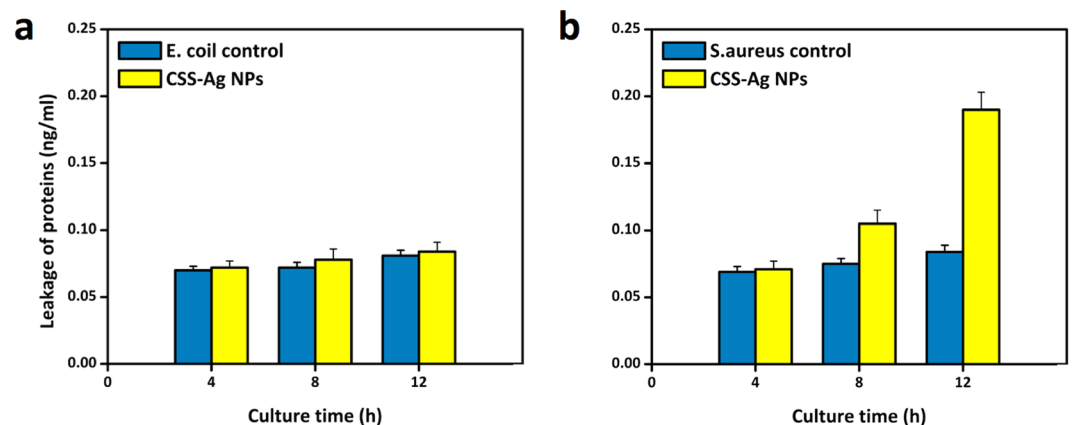 a
E. coil control
CSS-Ag NPs
Leakage of proteins (ng/ml)
0.25
0.20
0.15
0.10
0.05
0.00
0 4 8 12
Culture time (h)
b
S.aureus control
CSS-Ag NPs
0.25
0.20
0.15
0.10
0.05
0.00
0 4 8 12
Culture time (h)